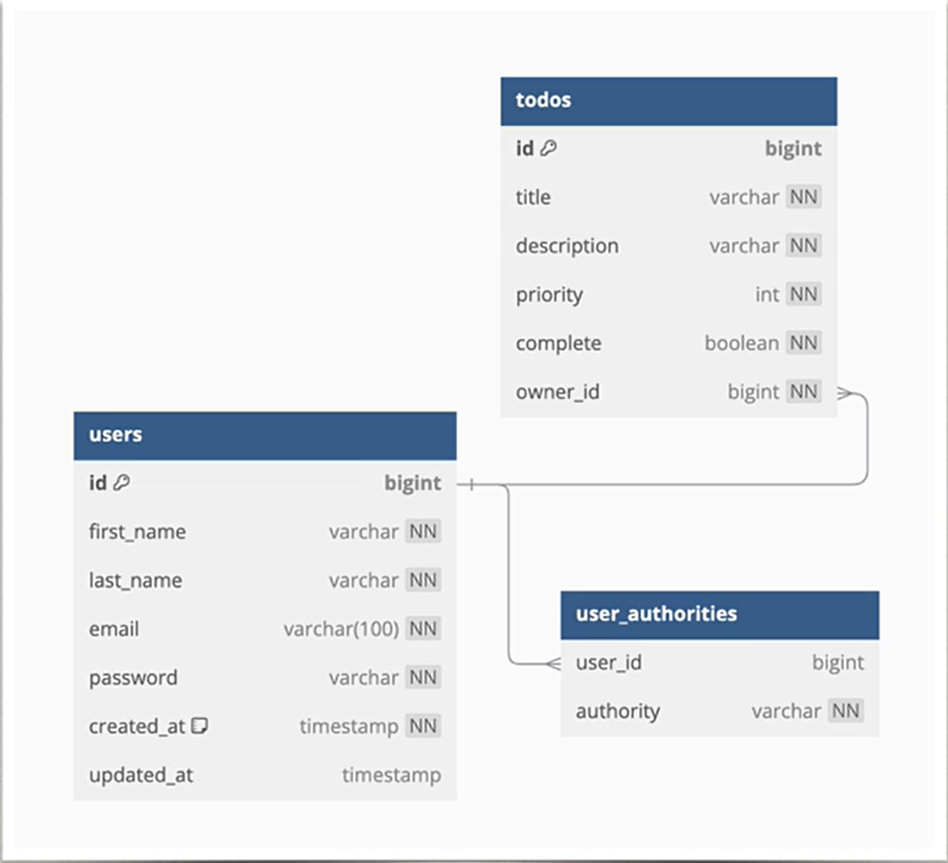 todos
id bigint
title varchar NN
description varchar NN
priority int NN
complete boolean NN
owner_id bigint NN
users
id bigint
first_name varchar NN
last_name varchar NN
email varchar(100) NN
password varchar NN
created_at timestamp NN
updated_at timestamp
user_authorities
user_id bigint
authority varchar NN